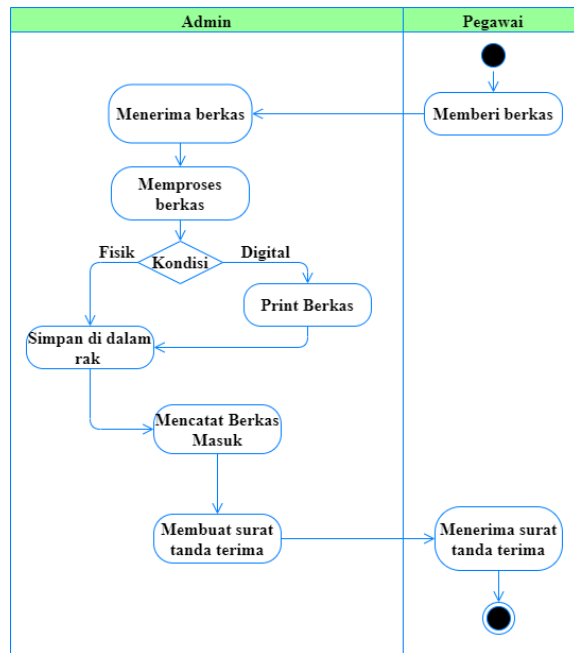 Admin
Pegawai
Menerima berkas
Memberi berkas
Memproses
berkas
Fisik
Kondisi
Digital
Print Berkas
Simpan di dalam
rak
Mencatat Berkas
Masuk
Membuat surat
tanda terima
Menerima surat
tanda terima